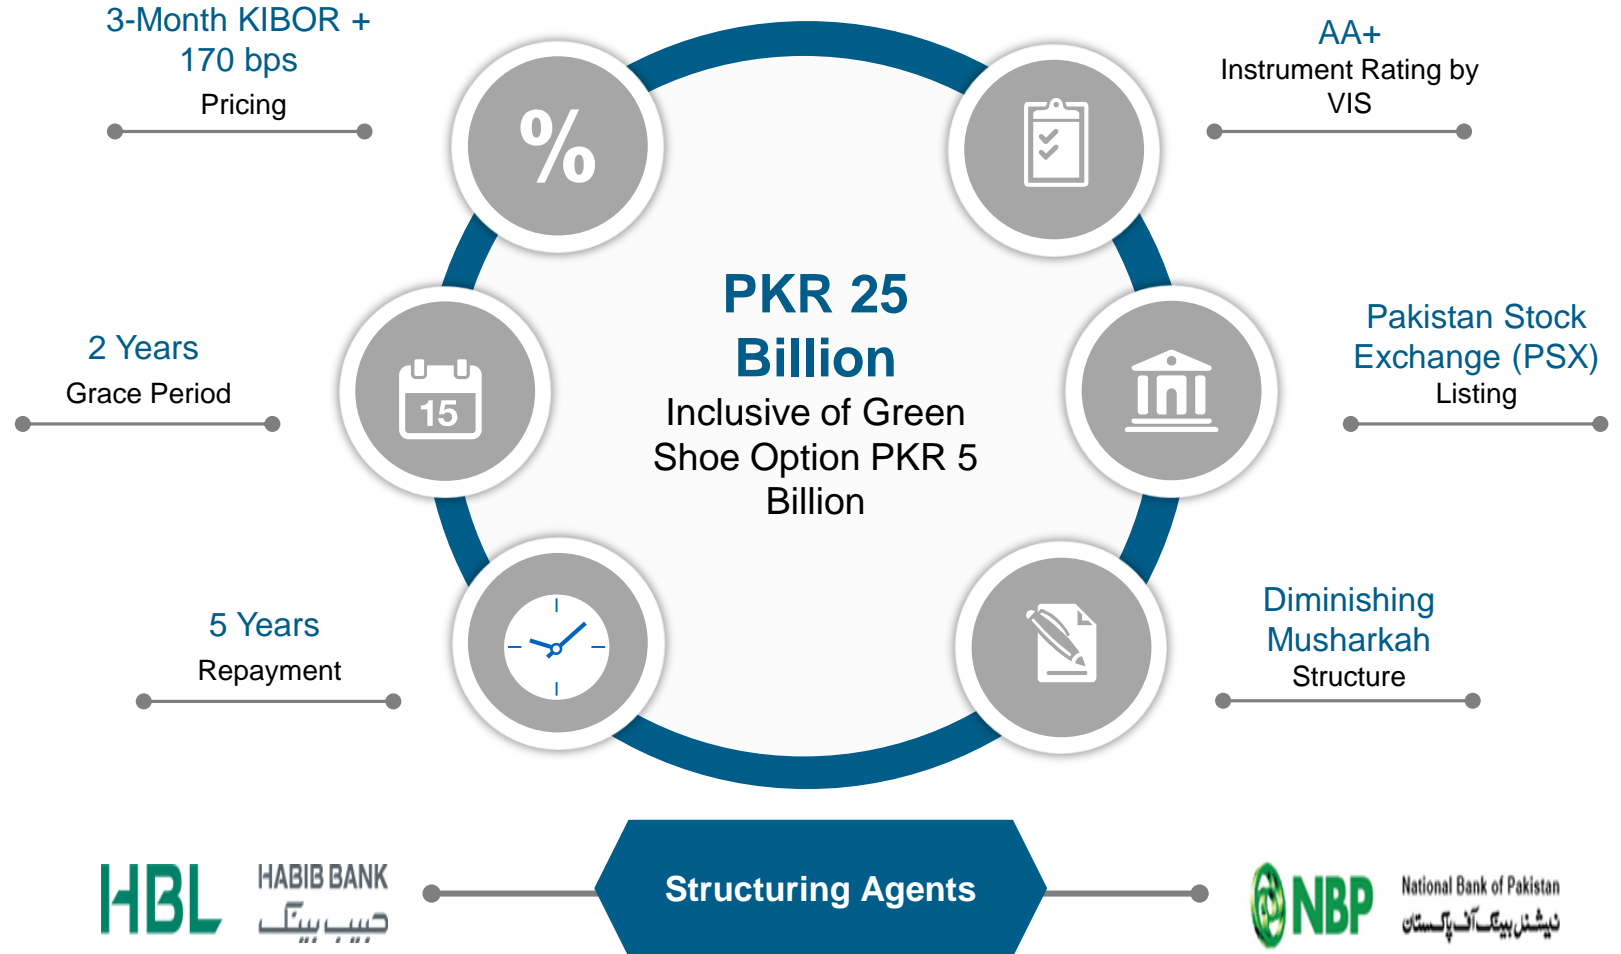 3-Month KIBOR +
170 bps
Pricing
%
AA+
Instrument Rating by
VIS
2 Years
Grace Period
15
PKR 25
Billion
Inclusive of Green
Shoe Option PKR 5
Billion
Pakistan Stock
Exchange (PSX)
Listing
5 Years
Repayment
Diminishing
Musharkah
Structure
HBL
HABIB BANK
حبيب بينک
Structuring Agents
NBP
National Bank of Pakistan
نیشنل بینک آف پاکستان